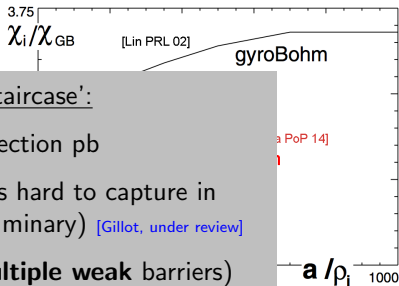 3.75
χi/χGB
[Lin PRL 02]
gyroBohm
taircase':
ection pb
a PoP 14]
s hard to capture in
minary) [Gillot, under review]
ultiple weak barriers)
a /ρi
1000